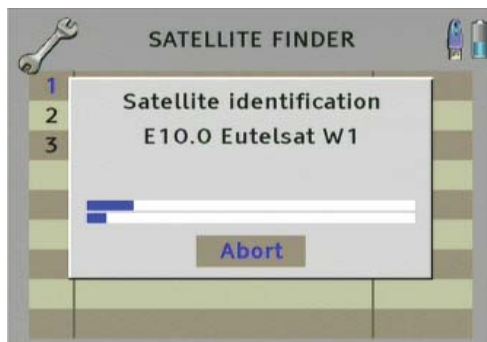 SATELLITE FINDER
1
2
3
Satellite identification
E10.0 Eutelsat W1
Abort